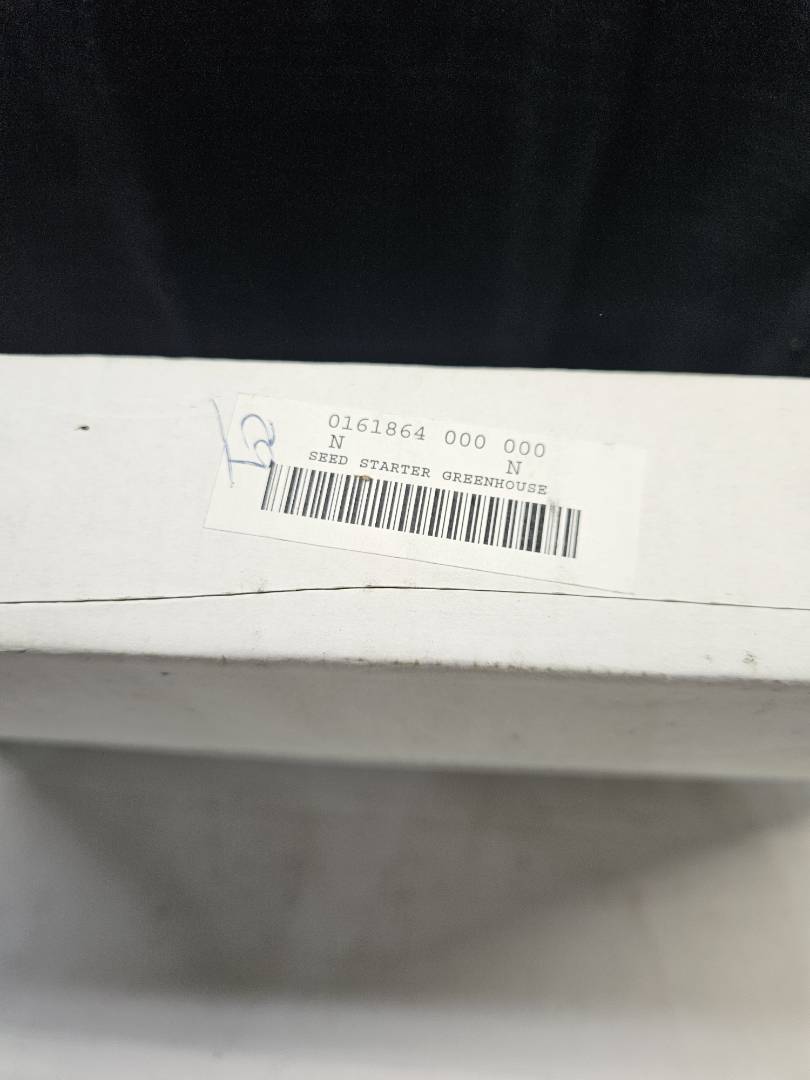 0161864 000 000
N N
SEED STARTER GREENHOUSE